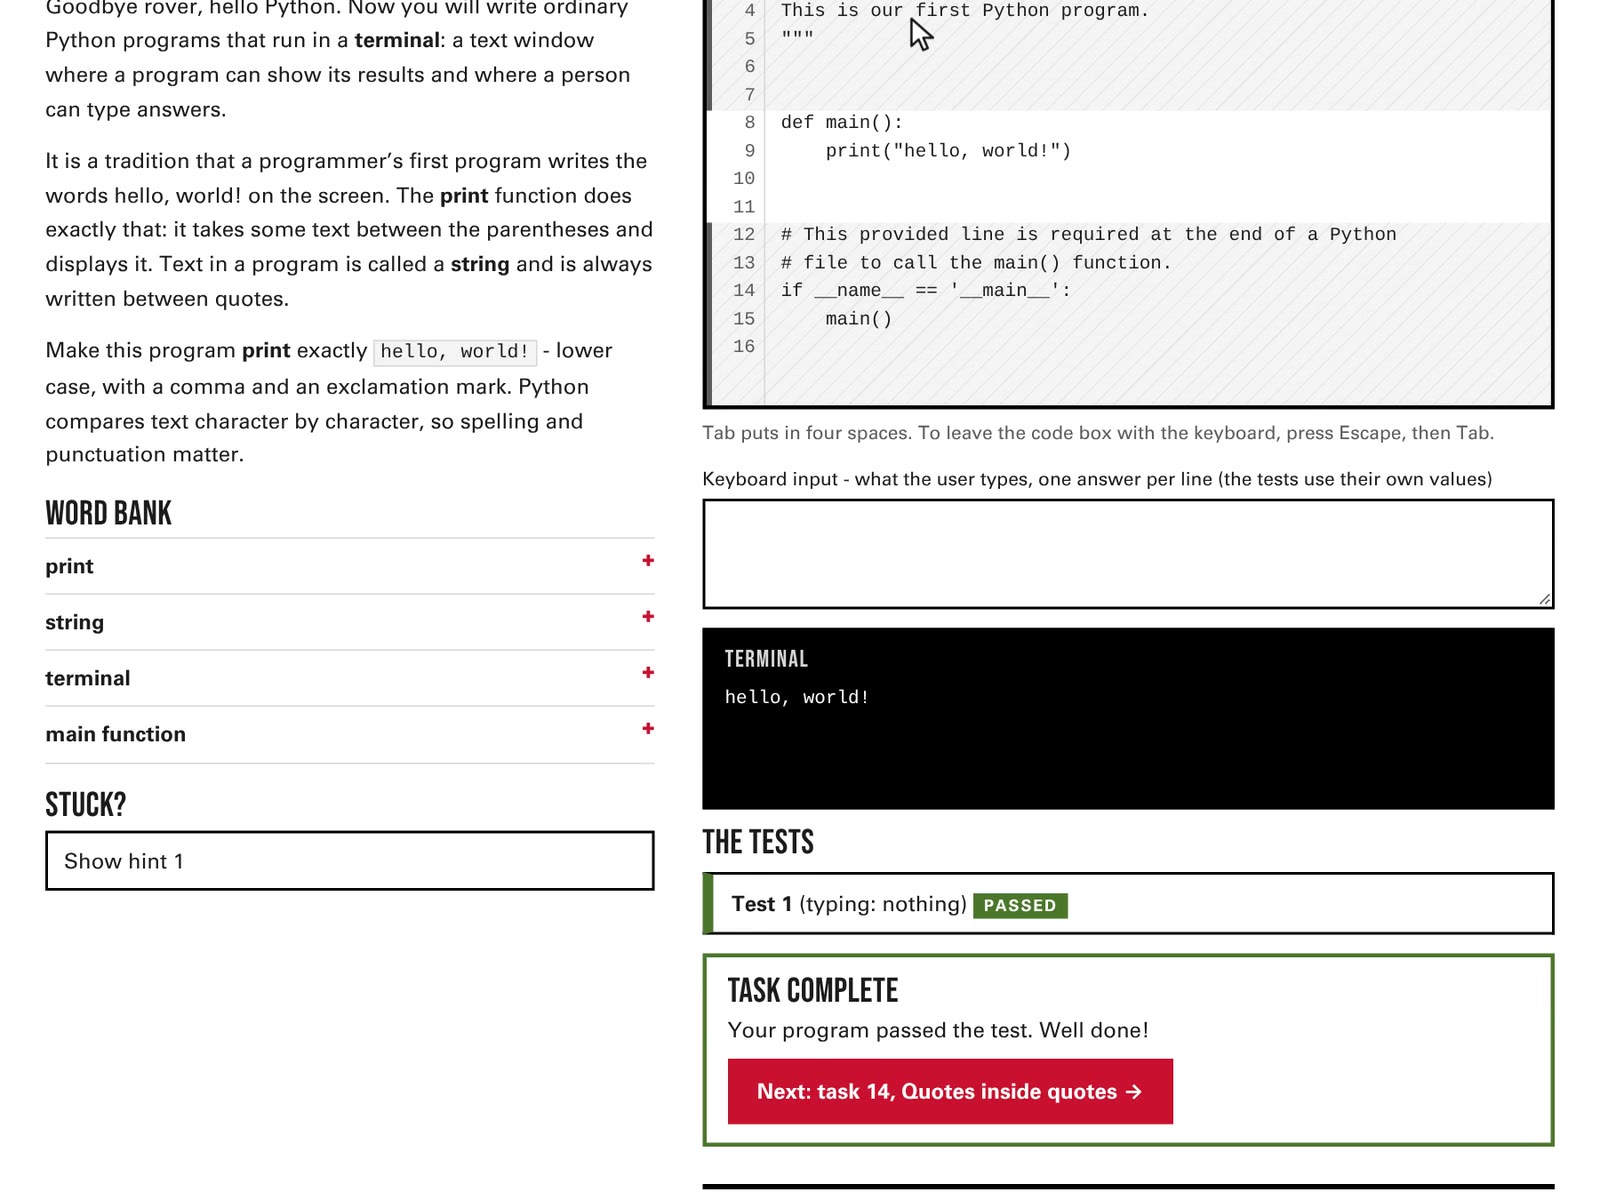 Goodbye rover, hello Python. Now you will write ordinary
Python programs that run in a terminal: a text window
where a program can show its results and where a person
can type answers.
It is a tradition that a programmer’s first program writes the
words hello, world! on the screen. The print function does
exactly that: it takes some text between the parentheses and
displays it. Text in a program is called a string and is always
written between quotes.
Make this program print exactly hello, world! - lower
case, with a comma and an exclamation mark. Python
compares text character by character, so spelling and
punctuation matter.
WORD BANK
print +
string +
terminal +
main function +
STUCK?
Show hint 1
4 This is our first Python program.
5 """
6
7
8 def main():
9     print("hello, world!")
10
11
12 # This provided line is required at the end of a Python
13 # file to call the main() function.
14 if __name__ == '__main__':
15     main()
16
Tab puts in four spaces. To leave the code box with the keyboard, press Escape, then Tab.
Keyboard input - what the user types, one answer per line (the tests use their own values)
TERMINAL
hello, world!
THE TESTS
Test 1 (typing: nothing) PASSED
TASK COMPLETE
Your program passed the test. Well done!
Next: task 14, Quotes inside quotes →